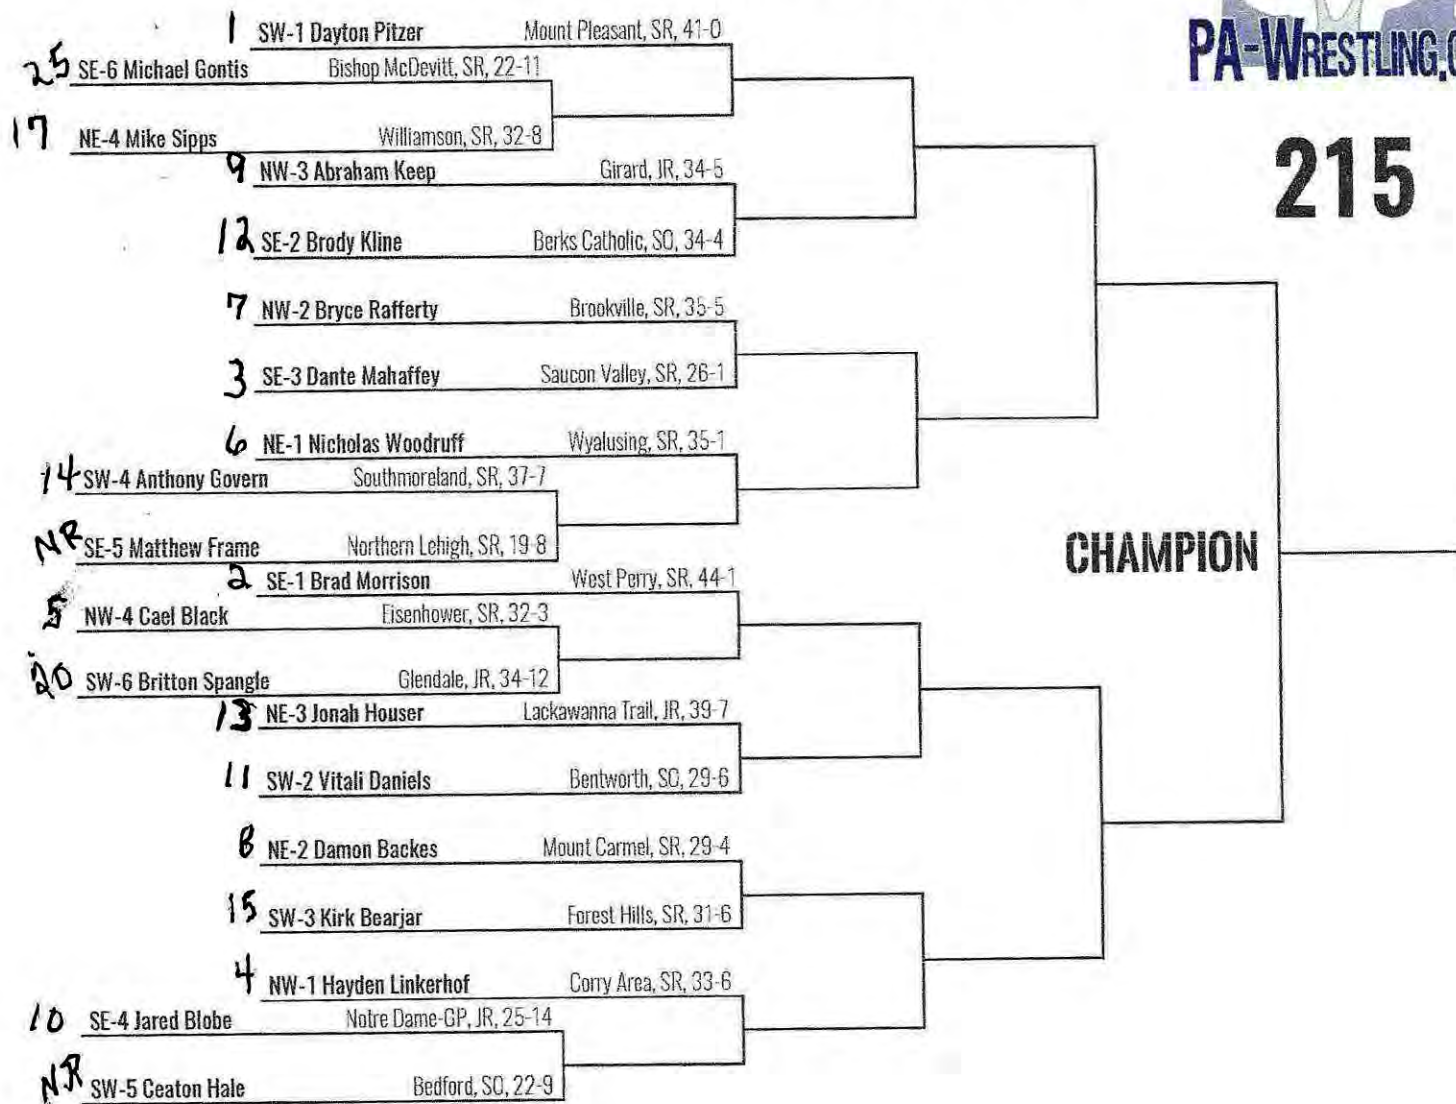 1 SW-1 Dayton Pitzer Mount Pleasant, SR, 41-0
PA-WRESTLING.C
25 SE-6 Michael Gontis Bishop McDevitt, SR, 22-11
17 NE-4 Mike Sipps Williamson, SR, 32-8
215
9 NW-3 Abraham Keep Girard, JR, 34-5
12 SE-2 Brody Kline Berks Catholic, SO, 34-4
7 NW-2 Bryce Rafferty Brookville, SR, 35-5
3 SE-3 Dante Mahaffey Saucon Valley, SR, 26-1
6 NE-1 Nicholas Woodruff Wyalusing, SR, 35-1
14 SW-4 Anthony Govern Southmoreland, SR, 37-7
NR SE-5 Matthew Frame Northern Lehigh, SR, 19-8
CHAMPION
2 SE-1 Brad Morrison West Perry, SR, 44-1
5 NW-4 Cael Black Eisenhower, SR, 32-3
20 SW-6 Britton Spangle Glendale, JR, 34-12
13 NE-3 Jonah Houser Lackawanna Trail, JR, 39-7
11 SW-2 Vitali Daniels Bentworth, SO, 29-6
8 NE-2 Damon Backes Mount Carmel, SR, 29-4
15 SW-3 Kirk Bearjar Forest Hills, SR, 31-6
4 NW-1 Hayden Linkerhof Corry Area, SR, 33-6
10 SE-4 Jared Blobe Notre Dame-GP, JR, 25-14
NR SW-5 Ceaton Hale Bedford, SO, 22-9